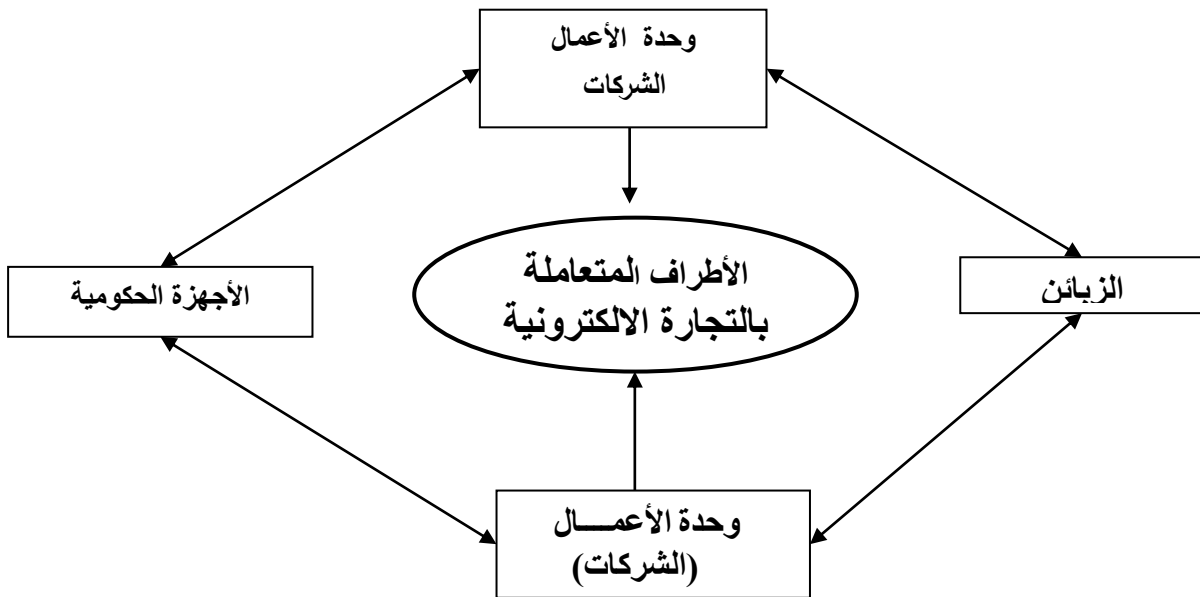 وحدة الأعمال
الشركات
الأطراف المتعاملة
بالتجارة الالكترونية
الزبائن
الأجهزة الحكومية
وحدة الأعمـــال
(الشركات)